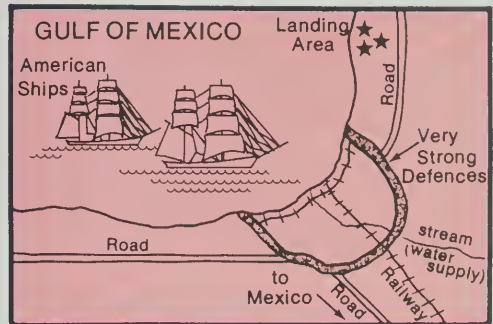 GULF OF MEXICO
American
Ships
Landing
Area
Road
Very
Strong
Defences
stream
(water
supply)
Road
to
Mexico
Road
Railway